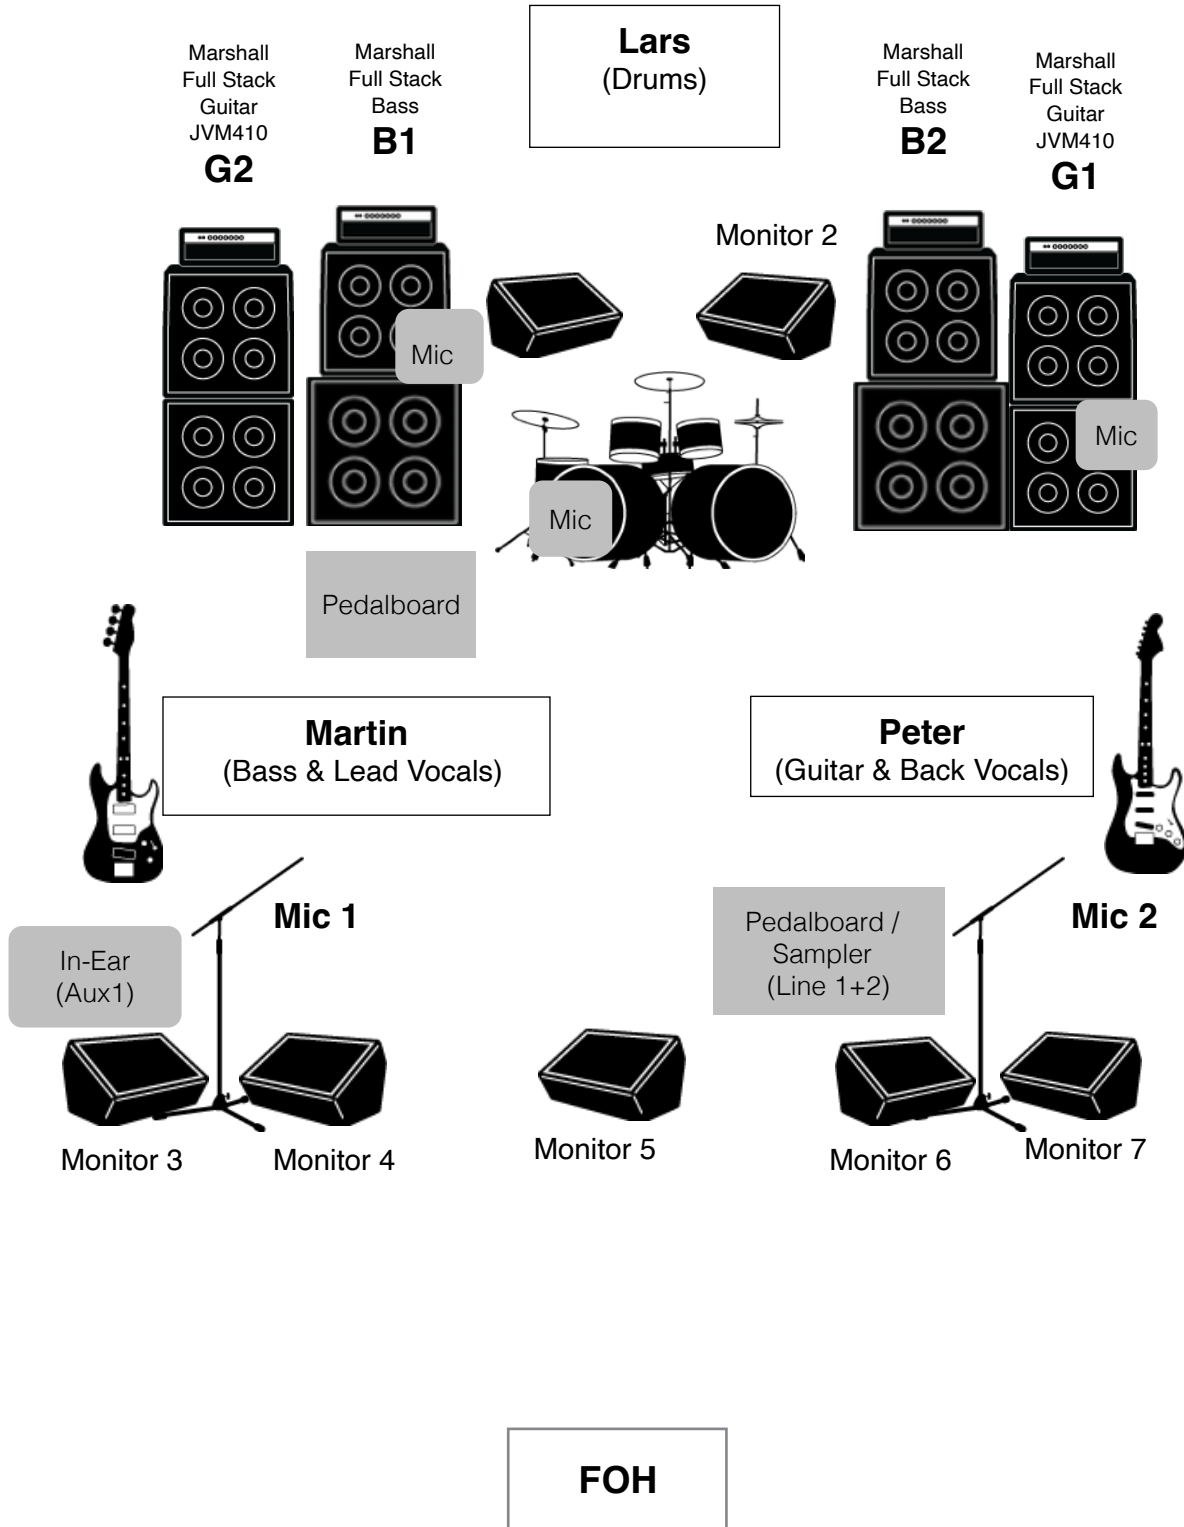 Lars
(Drums)
Marshall
Full Stack
Guitar
JVM410
G2
Marshall
Full Stack
Bass
B1
Marshall
Full Stack
Bass
B2
Marshall
Full Stack
Guitar
JVM410
G1
Monitor 2
Mic
Mic
Mic
Pedalboard
Martin
(Bass & Lead Vocals)
Peter
(Guitar & Back Vocals)
Mic 1
Mic 2
In-Ear
(Aux1)
Pedalboard /
Sampler
(Line 1+2)
Monitor 3
Monitor 4
Monitor 5
Monitor 6
Monitor 7
FOH